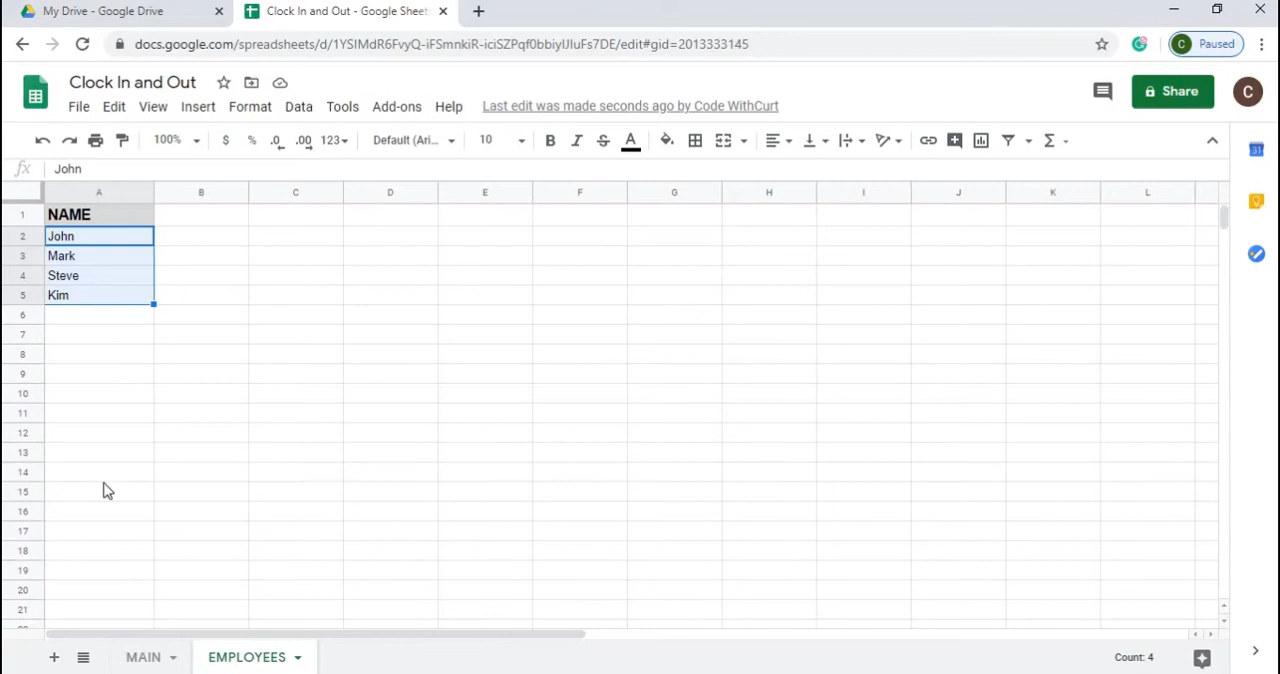 My Drive - Google Drive
Clock In and Out - Google Sheets
docs.google.com/spreadsheets/d/1YSIMdR6FvyQ-iFSmnkiR-iciSZPqf0bbiyIJIuFs7DE/edit#gid=2013333145
C Paused
Clock In and Out
File Edit View Insert Format Data Tools Add-ons Help Last edit was made seconds ago by Code WithCurt
Share
C
100% $ % .0 .00 123 Default (Ari... 10 B I S A Σ
fx John
A B C D E F G H I J K L
1 NAME
2 John
3 Mark
4 Steve
5 Kim
6
7
8
9
10
11
12
13
14
15
16
17
18
19
20
21
+ MAIN EMPLOYEES Count: 4
31